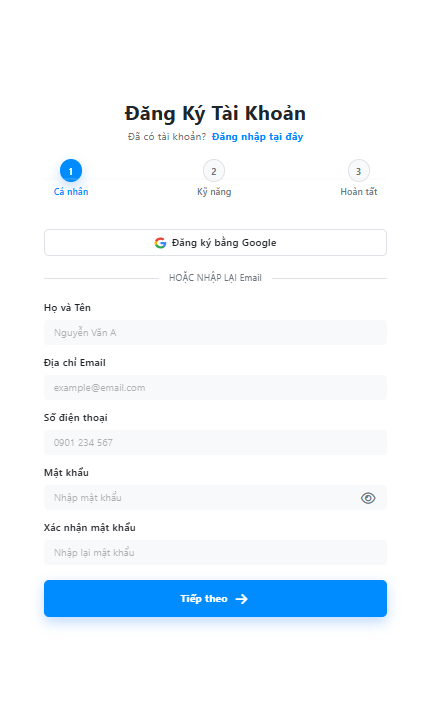 Đăng Ký Tài Khoản
Đã có tài khoản? Đăng nhập tại đây
1 2 3
Cá nhân Kỹ năng Hoàn tất
Đăng ký bằng Google
HOẶC NHẬP LẠI Email
Họ và Tên
Nguyễn Văn A
Địa chỉ Email
example@email.com
Số điện thoại
0901 234 567
Mật khẩu
Nhập mật khẩu
Xác nhận mật khẩu
Nhập lại mật khẩu
Tiếp theo →